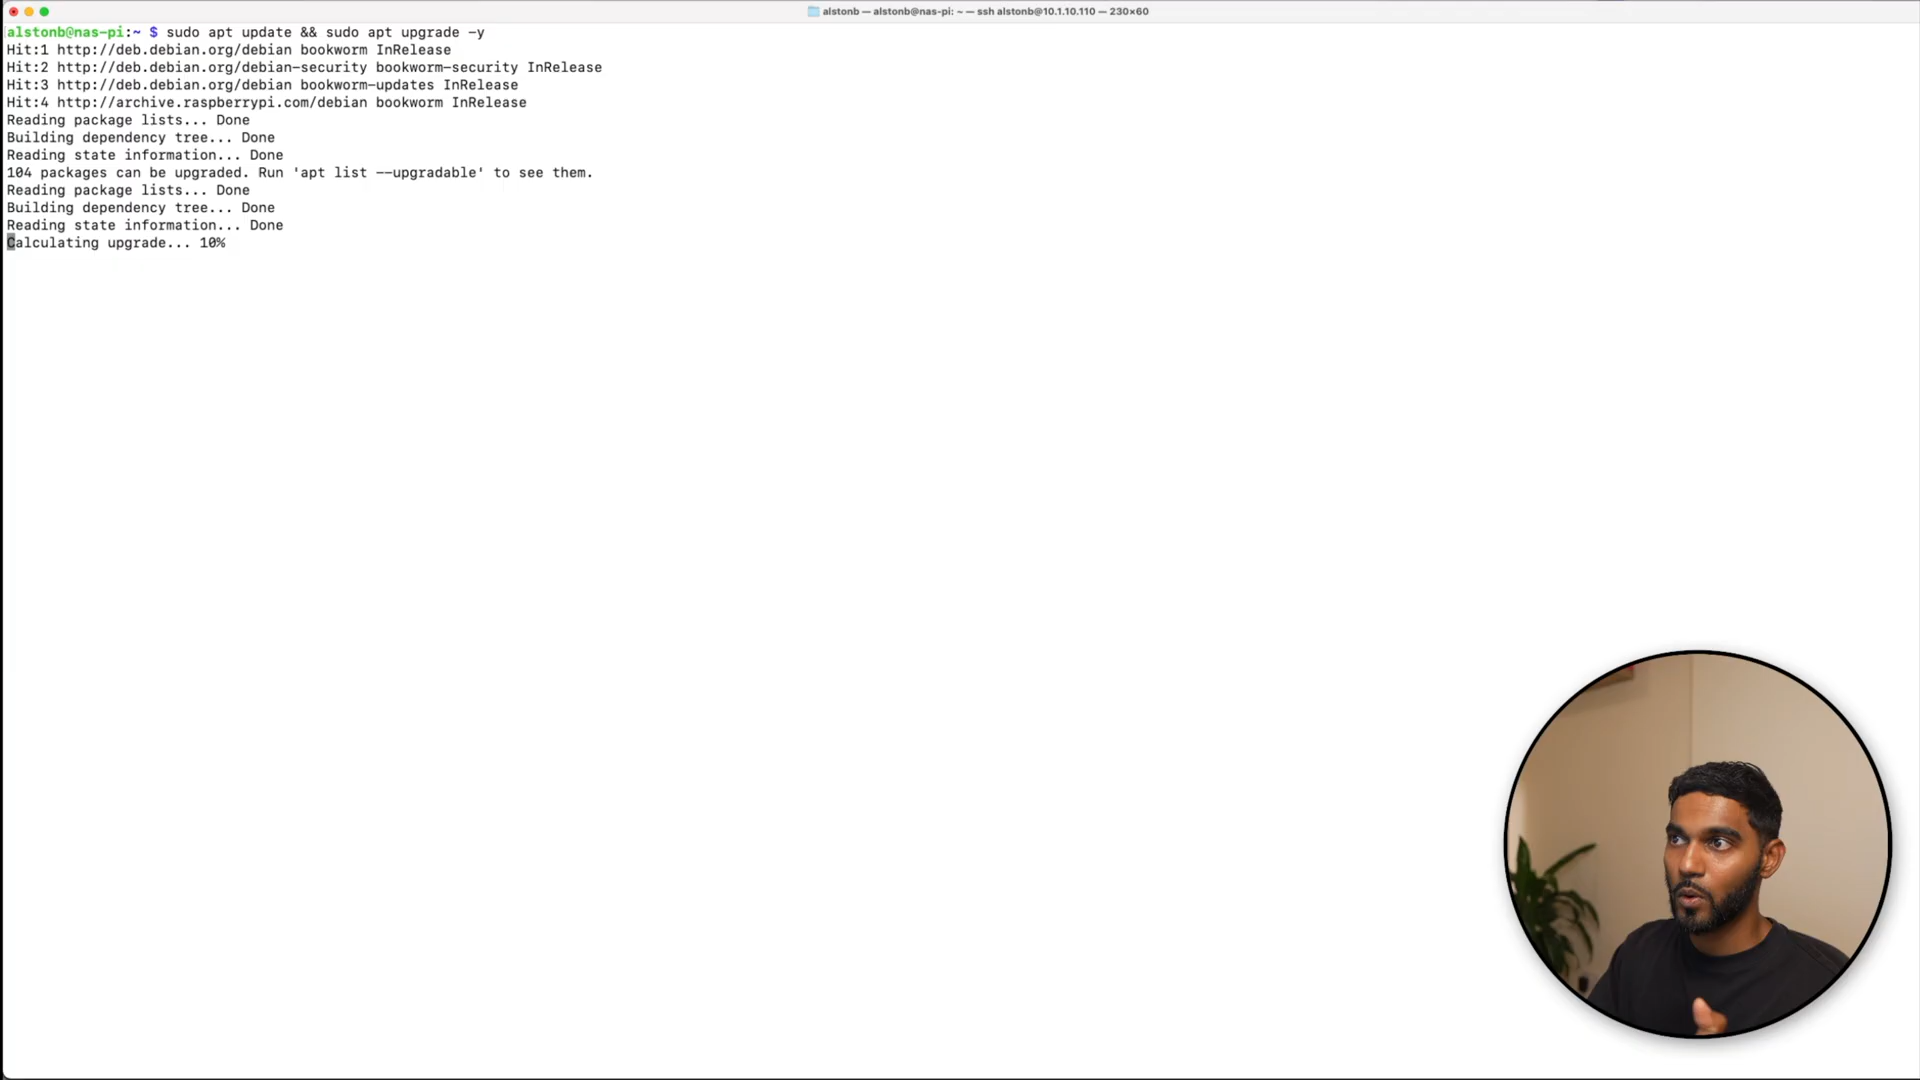 alstonb — alstonb@nas-pi: ~ — ssh alstonb@10.1.10.110 — 230×60
alstonb@nas-pi:~ $ sudo apt update && sudo apt upgrade -y
Hit:1 http://deb.debian.org/debian bookworm InRelease
Hit:2 http://deb.debian.org/debian-security bookworm-security InRelease
Hit:3 http://deb.debian.org/debian bookworm-updates InRelease
Hit:4 http://archive.raspberrypi.com/debian bookworm InRelease
Reading package lists... Done
Building dependency tree... Done
Reading state information... Done
104 packages can be upgraded. Run 'apt list --upgradable' to see them.
Reading package lists... Done
Building dependency tree... Done
Reading state information... Done
Calculating upgrade... 10%